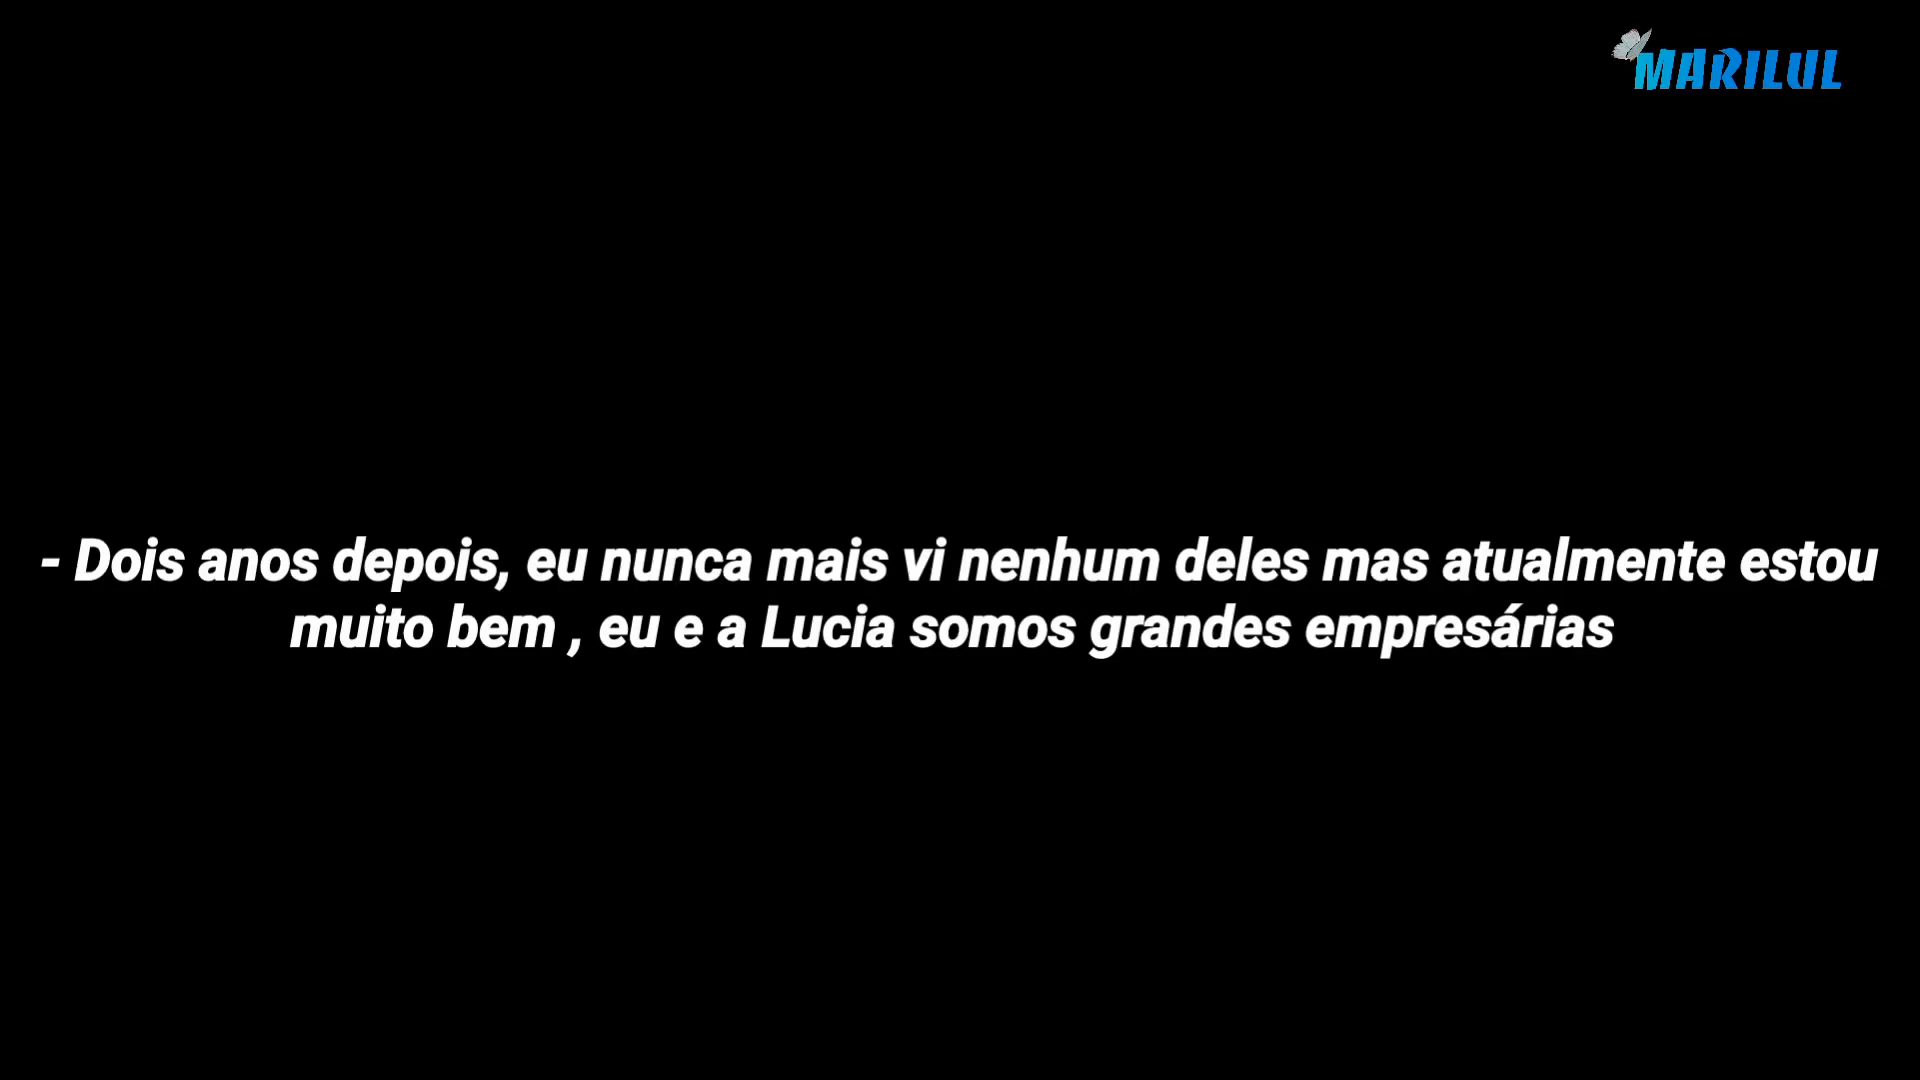 MARILUL
- Dois anos depois, eu nunca mais vi nenhum deles mas atualmente estou
muito bem , eu e a Lucia somos grandes empresárias